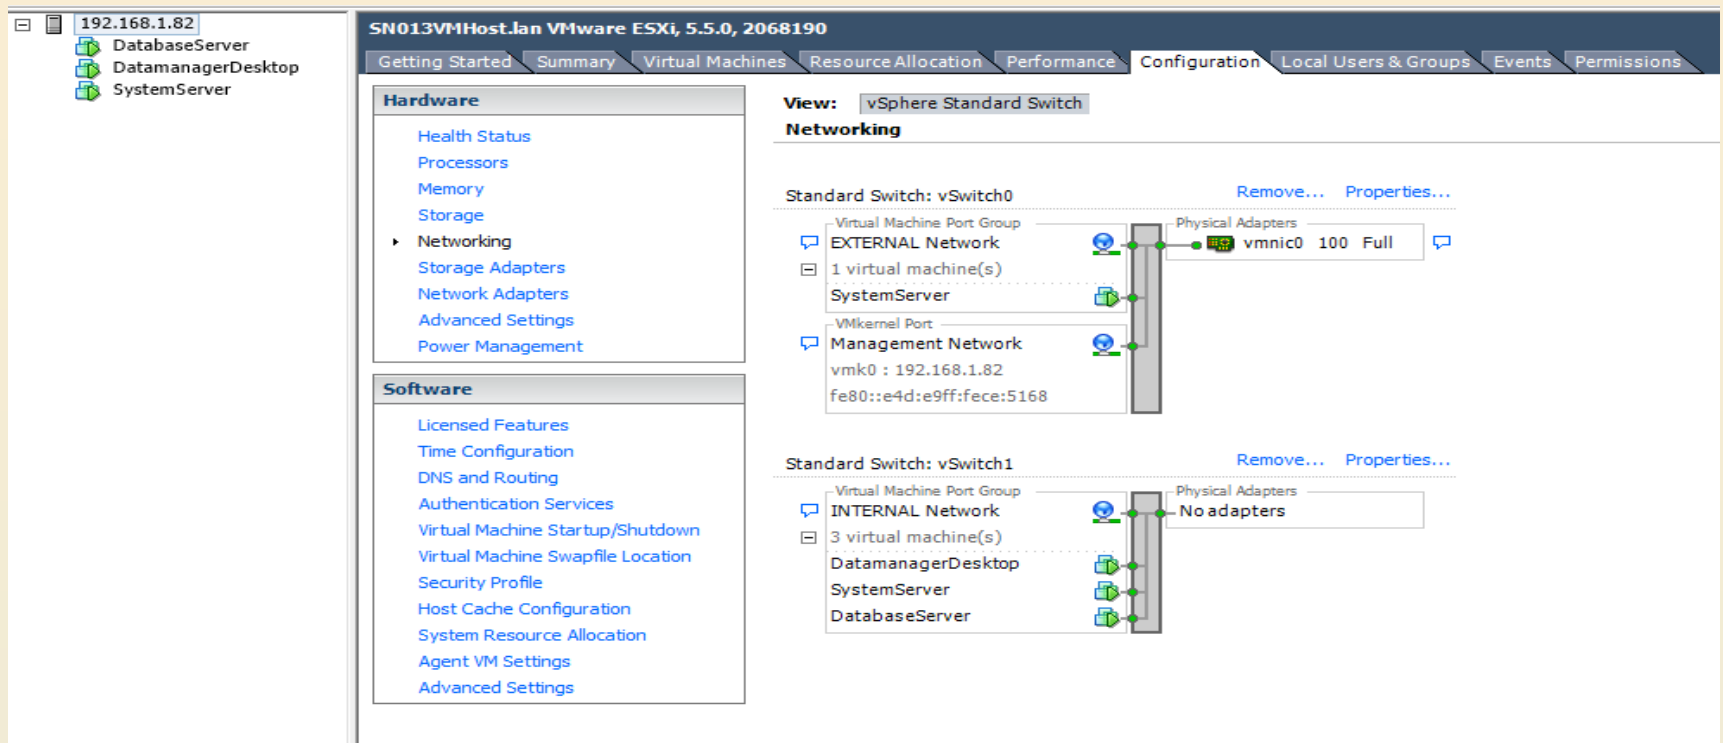 192.168.1.82
DatabaseServer
DatamanagerDesktop
SystemServer
SN013VMHost.lan VMware ESXi, 5.5.0, 2068190
Getting Started Summary Virtual Machines Resource Allocation Performance Configuration Local Users & Groups Events Permissions
Hardware
Health Status
Processors
Memory
Storage
Networking
Storage Adapters
Network Adapters
Advanced Settings
Power Management
Software
Licensed Features
Time Configuration
DNS and Routing
Authentication Services
Virtual Machine Startup/Shutdown
Virtual Machine Swapfile Location
Security Profile
Host Cache Configuration
System Resource Allocation
Agent VM Settings
Advanced Settings
View: vSphere Standard Switch
Networking
Standard Switch: vSwitch0 Remove... Properties...
Virtual Machine Port Group Physical Adapters
EXTERNAL Network vmnic0 100 Full
1 virtual machine(s)
SystemServer
VMkernel Port
Management Network
vmk0 : 192.168.1.82
fe80::e4d:e9ff:fece:5168
Standard Switch: vSwitch1 Remove... Properties...
Virtual Machine Port Group Physical Adapters
INTERNAL Network No adapters
3 virtual machine(s)
DatamanagerDesktop
SystemServer
DatabaseServer